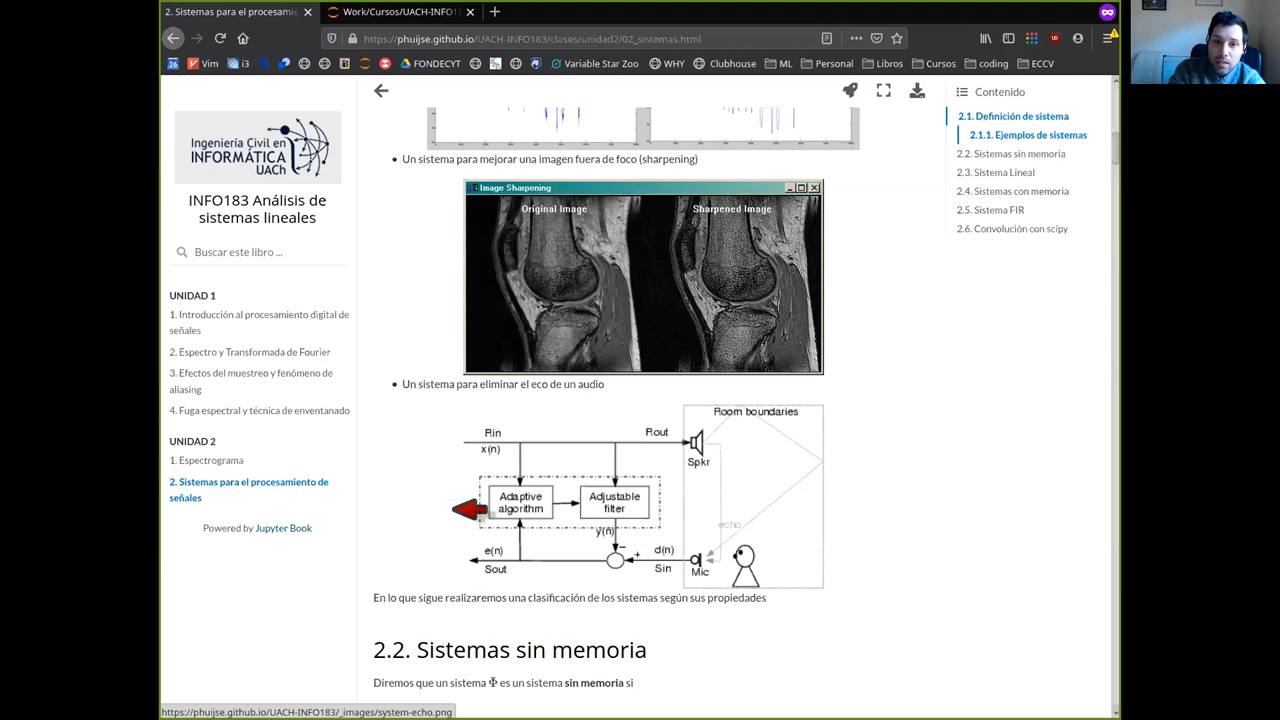 2. Sistemas para el procesamie
Work/Cursos/UACH-INFO1
https://phuijse.github.io/UACH-INFO183/clases/unidad2/02_sistemas.html
Vim
i3
FONDECYT
Variable Star Zoo
WHY
Clubhouse
ML
Personal
Libros
Cursos
coding
ECCV
Ingeniería Civil en
INFORMÁTICA
UACh
INFO183 Análisis de
sistemas lineales
Buscar este libro ...
UNIDAD 1
1. Introducción al procesamiento digital de
señales
2. Espectro y Transformada de Fourier
3. Efectos del muestreo y fenómeno de
aliasing
4. Fuga espectral y técnica de enventanado
UNIDAD 2
1. Espectrograma
2. Sistemas para el procesamiento de
señales
Powered by Jupyter Book
• Un sistema para mejorar una imagen fuera de foco (sharpening)
Image Sharpening
Original Image
Sharpened Image
• Un sistema para eliminar el eco de un audio
Room boundaries
Rin
Rout
x(n)
Spkr
Adaptive
algorithm
Adjustable
filter
echo
y(n)
e(n)
d(n)
Sout
Sin
Mic
En lo que sigue realizaremos una clasificación de los sistemas según sus propiedades
2.2. Sistemas sin memoria
Diremos que un sistema Φ es un sistema sin memoria si
Contenido
2.1. Definición de sistema
2.1.1. Ejemplos de sistemas
2.2. Sistemas sin memoria
2.3. Sistema Lineal
2.4. Sistemas con memoria
2.5. Sistema FIR
2.6. Convolución con scipy
https://phuijse.github.io/UACH-INFO183/_images/system-echo.png